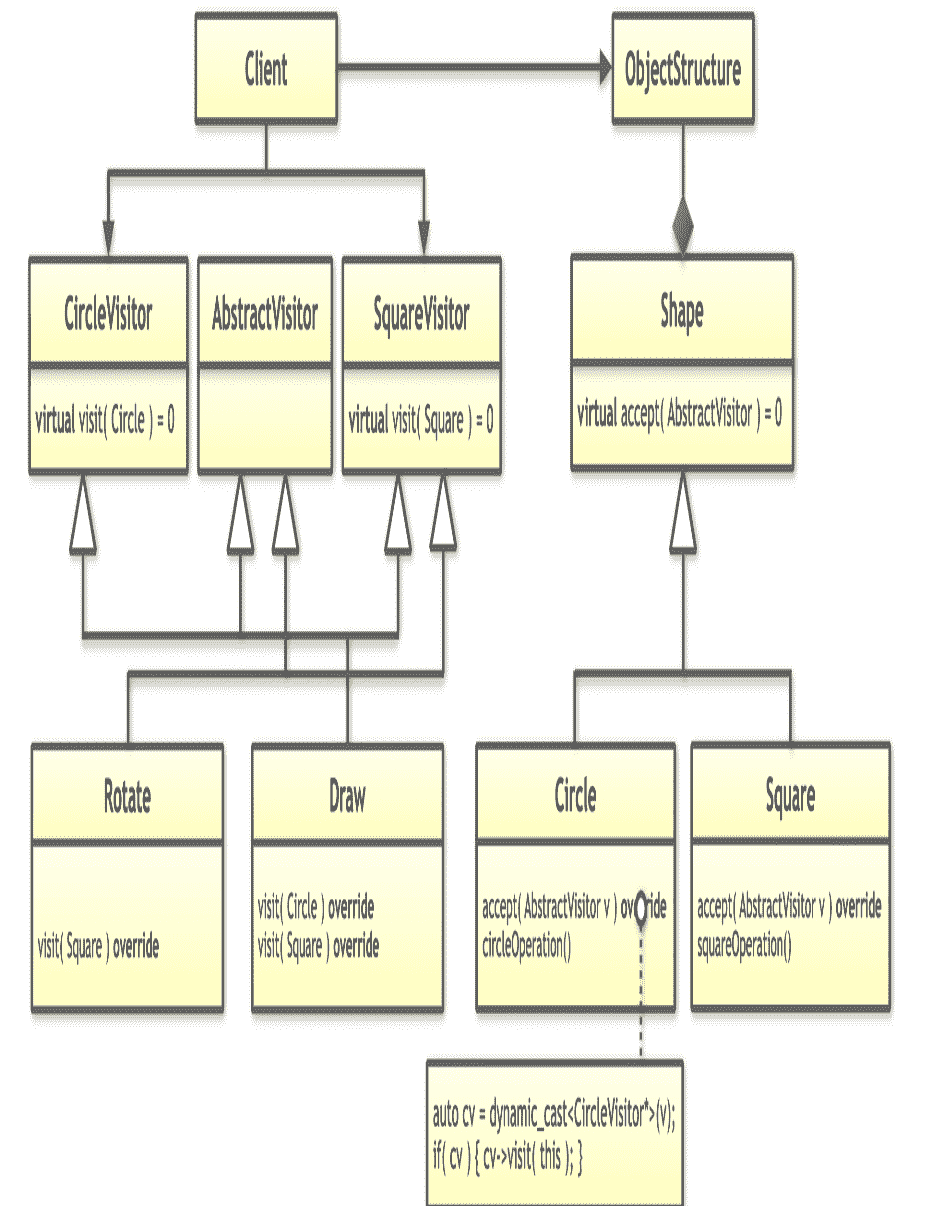 Client
ObjectStructure
CircleVisitor
AbstractVisitor
SquareVisitor
Shape
virtual visit( Circle ) = 0
virtual visit( Square ) = 0
virtual accept( AbstractVisitor ) = 0
Rotate
Draw
Circle
Square
visit( Square ) override
visit( Circle ) override
visit( Square ) override
accept( AbstractVisitor v ) override
circleOperation()
accept( AbstractVisitor v ) override
squareOperation()
auto cv = dynamic_cast<CircleVisitor*>(v);
if( cv ) { cv->visit( this ); }